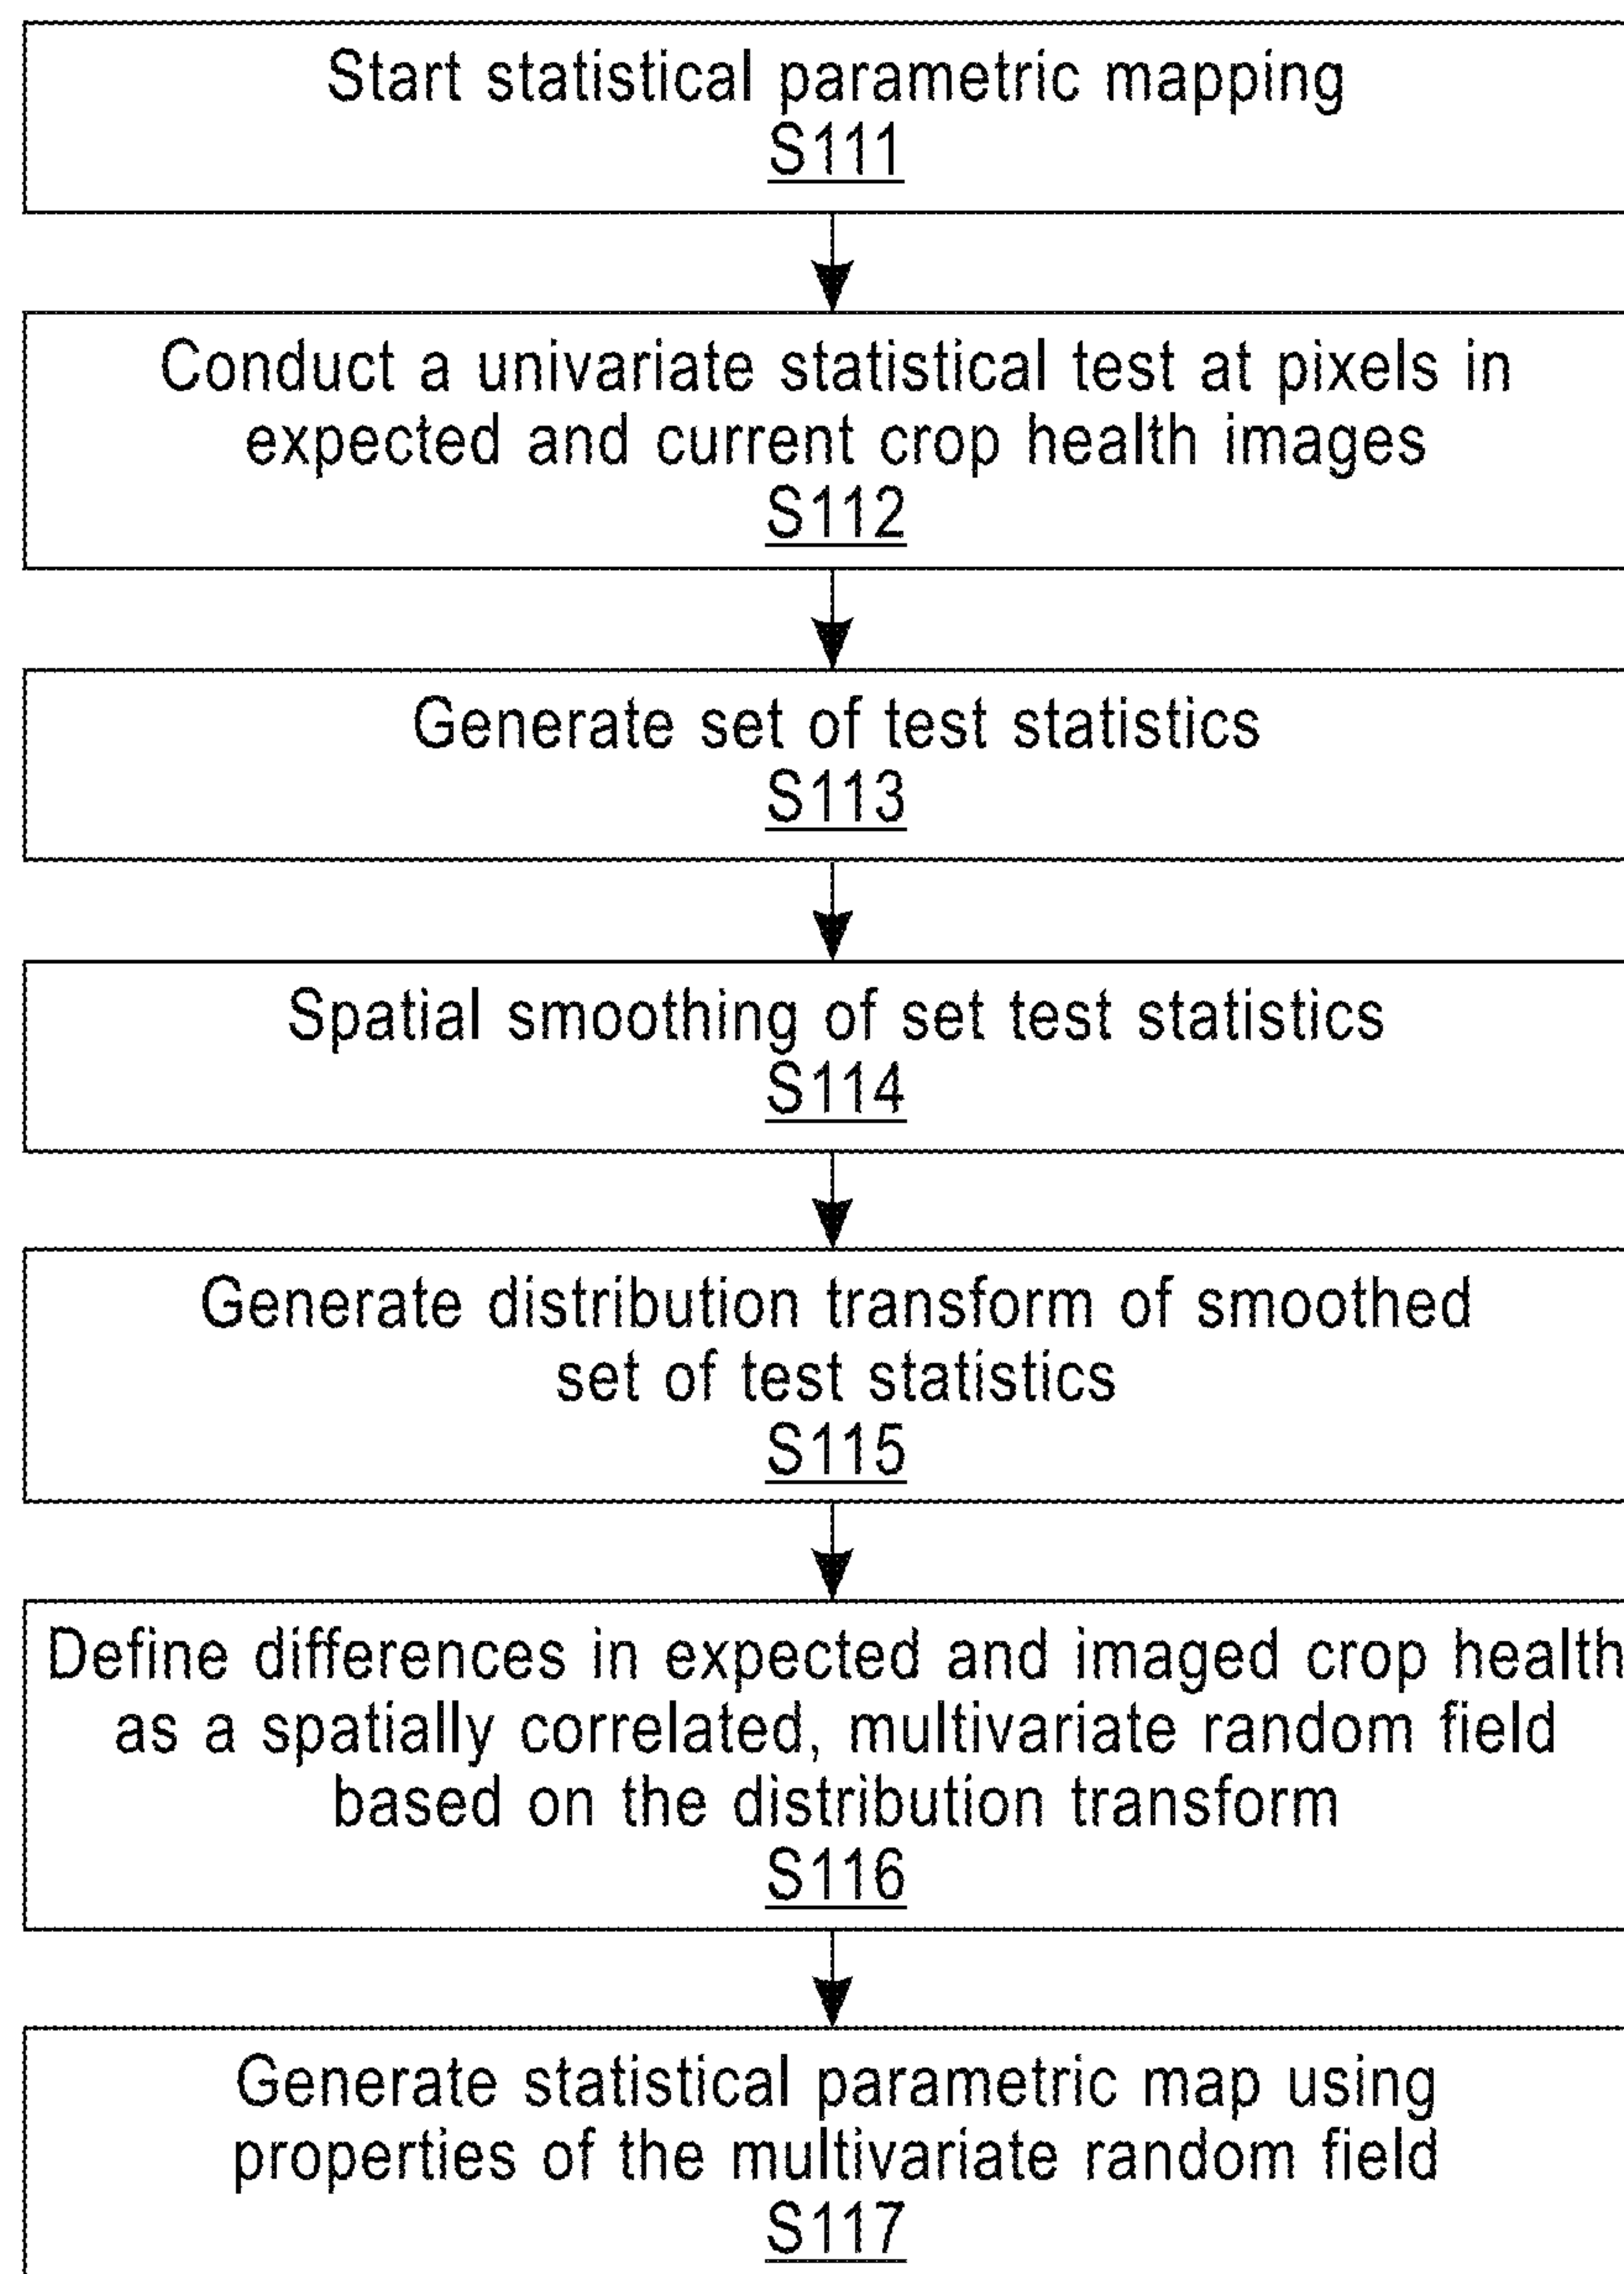 Start statistical parametric mapping
S111
Conduct a univariate statistical test at pixels in
expected and current crop health images
S112
Generate set of test statistics
S113
Spatial smoothing of set test statistics
S114
Generate distribution transform of smoothed
set of test statistics
S115
Define differences in expected and imaged crop health
as a spatially correlated, multivariate random field
based on the distribution transform
S116
Generate statistical parametric map using
properties of the multivariate random field
S117